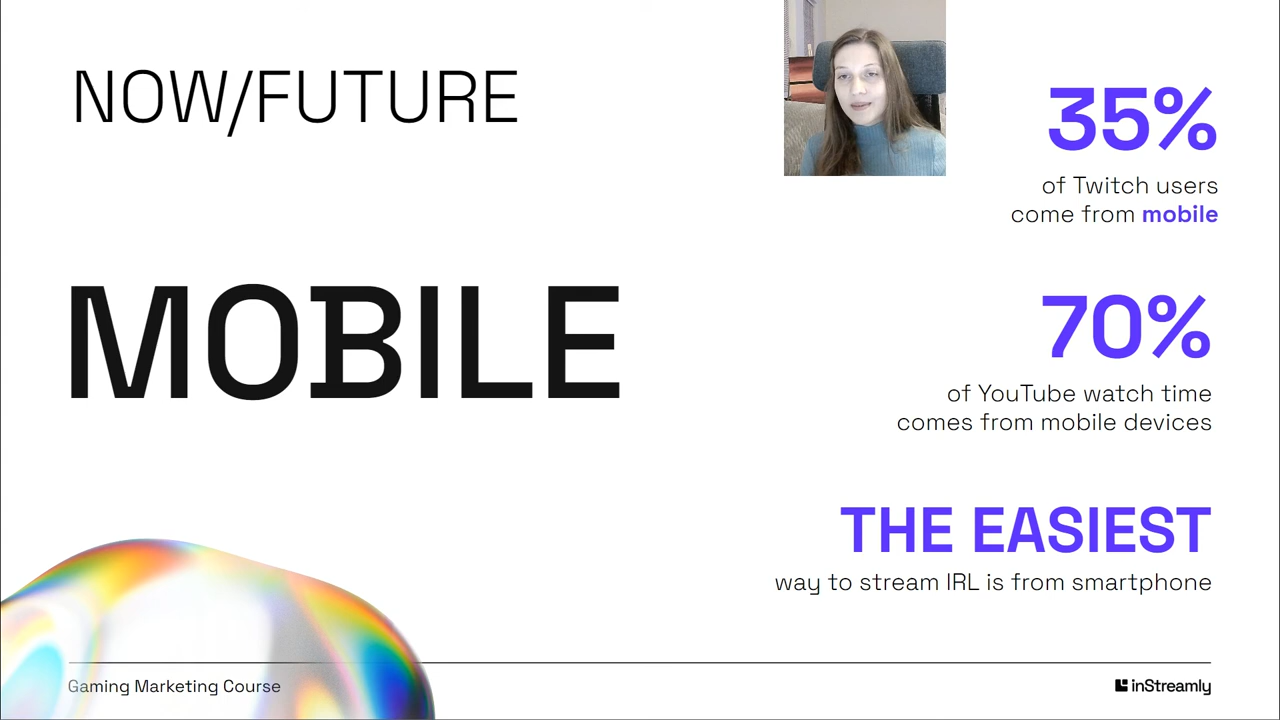 NOW/FUTURE
MOBILE
35%
of Twitch users
come from mobile
70%
of YouTube watch time
comes from mobile devices
THE EASIEST
way to stream IRL is from smartphone
Gaming Marketing Course
inStreamly